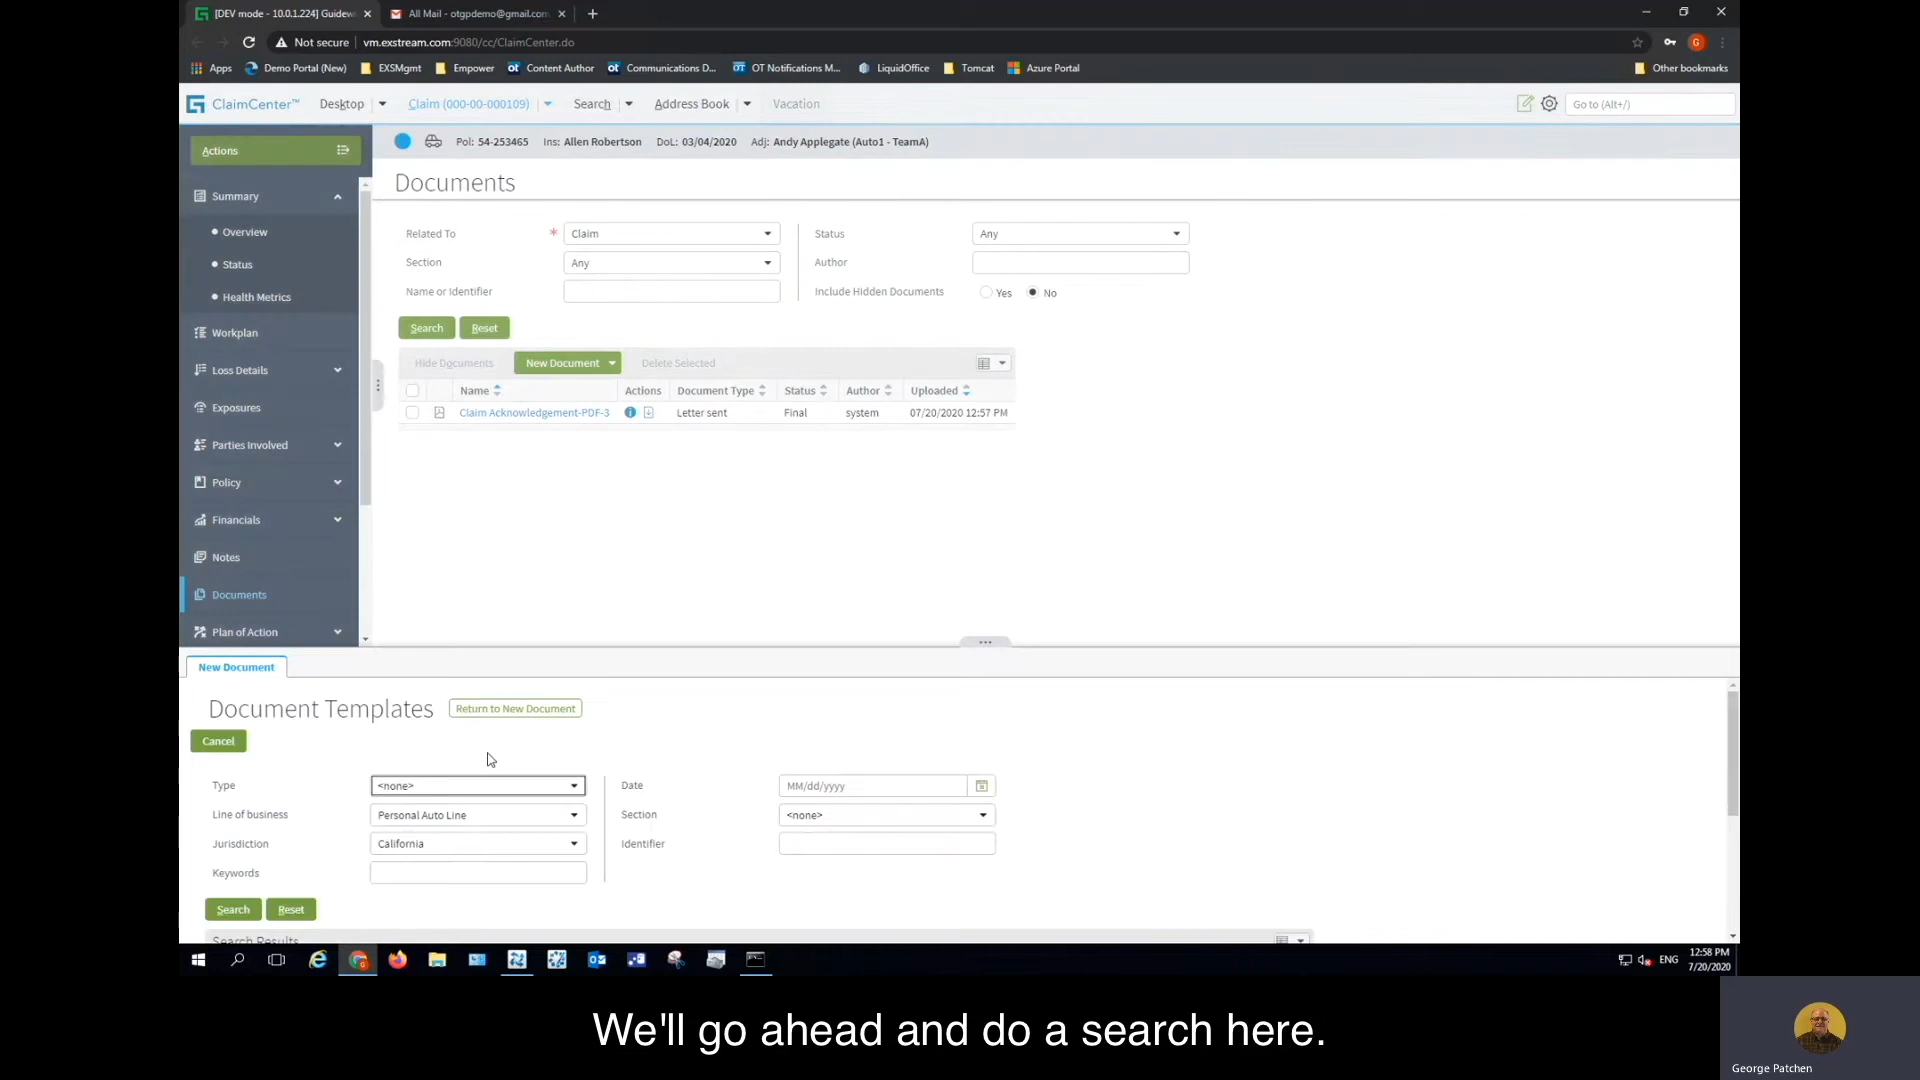 [DEV mode - 10.0.1.224] Guidew
All Mail - otgpdemo@gmail.com
Not secure vm.exstream.com:9080/cc/ClaimCenter.do
Apps Demo Portal (New) EXSMgmt Empower Content Author Communications D... OT Notifications M... LiquidOffice Tomcat Azure Portal Other bookmarks
ClaimCenter™ Desktop Claim (000-00-000109) Search Address Book Vacation Go to (Alt+/)
Actions
Pol: 54-253465 Ins: Allen Robertson DoL: 03/04/2020 Adj: Andy Applegate (Auto1 - TeamA)
Summary
Overview
Status
Health Metrics
Workplan
Loss Details
Exposures
Parties Involved
Policy
Financials
Notes
Documents
Plan of Action
Documents
Related To * Claim Status Any
Section Any Author
Name or Identifier Include Hidden Documents Yes No
Search Reset
Hide Documents New Document Delete Selected
Name Actions Document Type Status Author Uploaded
Claim Acknowledgement-PDF-3 Letter sent Final system 07/20/2020 12:57 PM
New Document
Document Templates Return to New Document
Cancel
Type <none> Date MM/dd/yyyy
Line of business Personal Auto Line Section <none>
Jurisdiction California Identifier
Keywords
Search Reset
Search Results
ENG 12:58 PM
7/20/2020
We'll go ahead and do a search here.
George Patchen